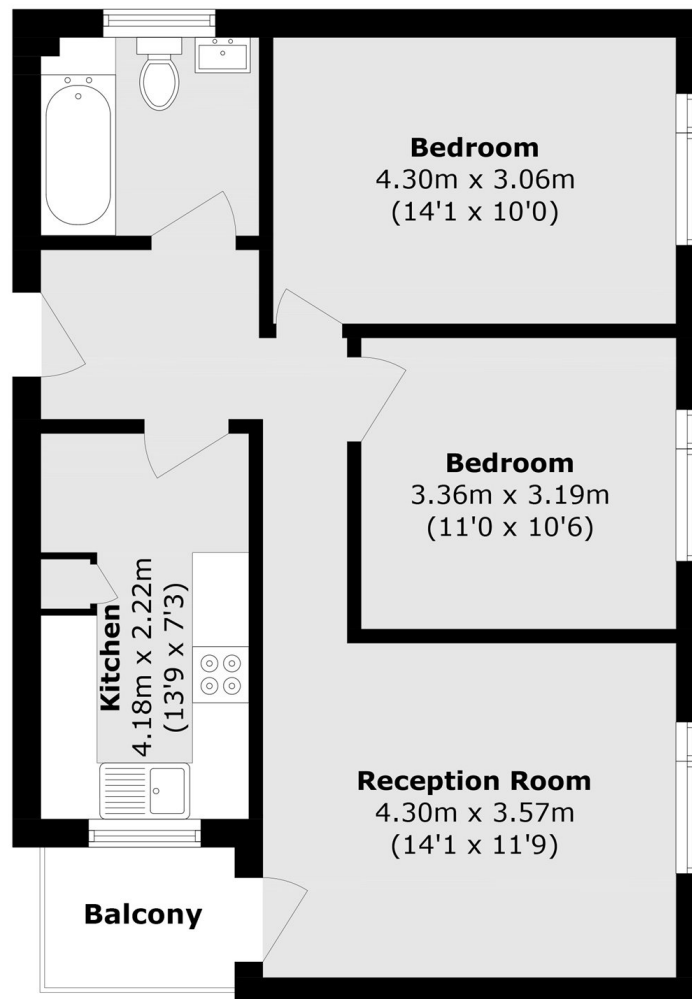 Bedroom
4.30m x 3.06m
(14'1 x 10'0)
Bedroom
3.36m x 3.19m
(11'0 x 10'6)
Kitchen
4.18m x 2.22m
(13'9 x 7'3)
Reception Room
4.30m x 3.57m
(14'1 x 11'9)
Balcony